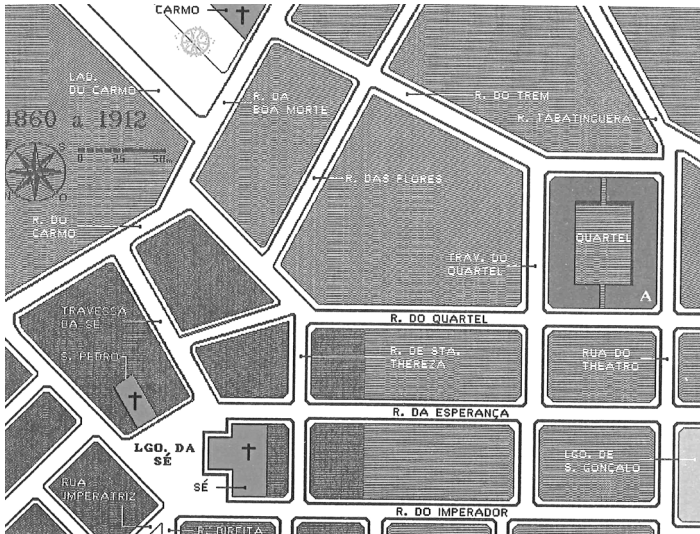 CARMO
LAD.
DU CARMO
R. DA
BOA MORTE
R. DO TREM
R. TABATINGUERA
1860 a 1912
E
S
N
O
0 25 50m
R. DAS FLORES
R. DO
CARMO
QUARTEL
TRAV. DO
QUARTEL
A
TRAVESSA
DA SÉ
R. DO QUARTEL
S. PEDRO
R. DE STA.
THEREZA
RUA DO
THEATRO
R. DA ESPERANÇA
LGO. DA
SÉ
LGO. DE
S. GONÇALO
SÉ
RUA
IMPERATRIZ
R. DO IMPERADOR
R. DIREITA